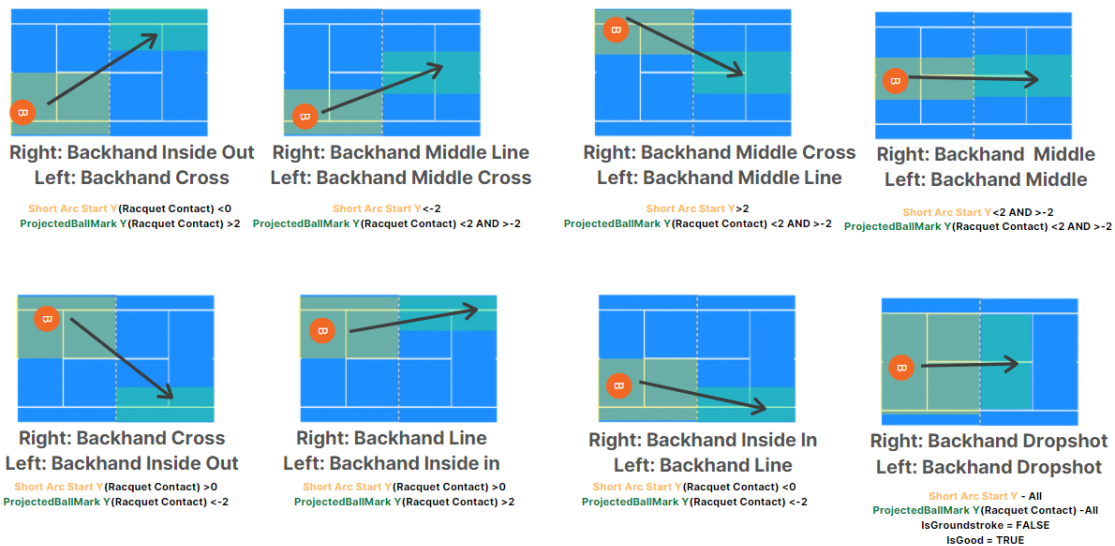 B
Right: Backhand Inside Out
Left: Backhand Cross
Short Arc Start Y(Racquet Contact) <0
ProjectedBallMark Y(Racquet Contact) >2
B
Right: Backhand Middle Line
Left: Backhand Middle Cross
Short Arc Start Y<-2
ProjectedBallMark Y(Racquet Contact) <2 AND >-2
B
Right: Backhand Middle Cross
Left: Backhand Middle Line
Short Arc Start Y>2
ProjectedBallMark Y(Racquet Contact) <2 AND >-2
B
Right: Backhand Middle
Left: Backhand Middle
Short Arc Start Y<2 AND >-2
ProjectedBallMark Y(Racquet Contact) <2 AND >-2
B
Right: Backhand Cross
Left: Backhand Inside Out
Short Arc Start Y(Racquet Contact) >0
ProjectedBallMark Y(Racquet Contact) <-2
B
Right: Backhand Line
Left: Backhand Inside in
Short Arc Start Y(Racquet Contact) >0
ProjectedBallMark Y(Racquet Contact) >2
B
Right: Backhand Inside In
Left: Backhand Line
Short Arc Start Y(Racquet Contact) <0
ProjectedBallMark Y(Racquet Contact) <-2
B
Right: Backhand Dropshot
Left: Backhand Dropshot
Short Arc Start Y - All
ProjectedBallMark Y(Racquet Contact) -All
IsGroundstroke = FALSE
IsGood = TRUE